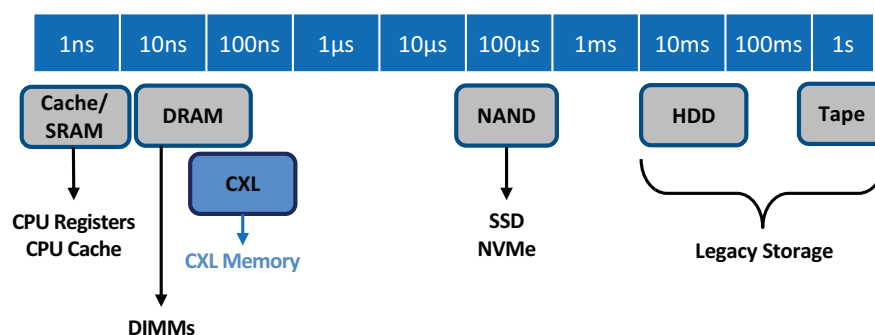 1ns 10ns 100ns 1µs 10µs 100µs 1ms 10ms 100ms 1s
Cache/
SRAM
DRAM
NAND
HDD
Tape
CXL
CPU Registers
CPU Cache
CXL Memory
SSD
NVMe
Legacy Storage
DIMMs